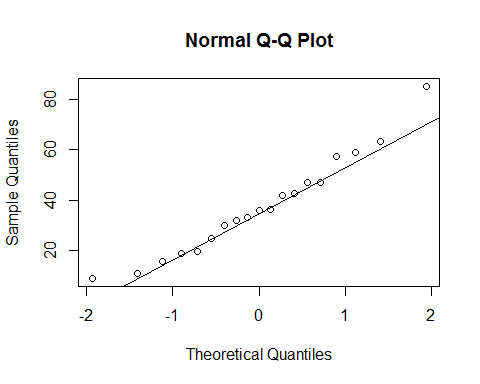 Normal Q-Q Plot
Sample Quantiles
80
60
40
20
-2 -1 0 1 2
Theoretical Quantiles